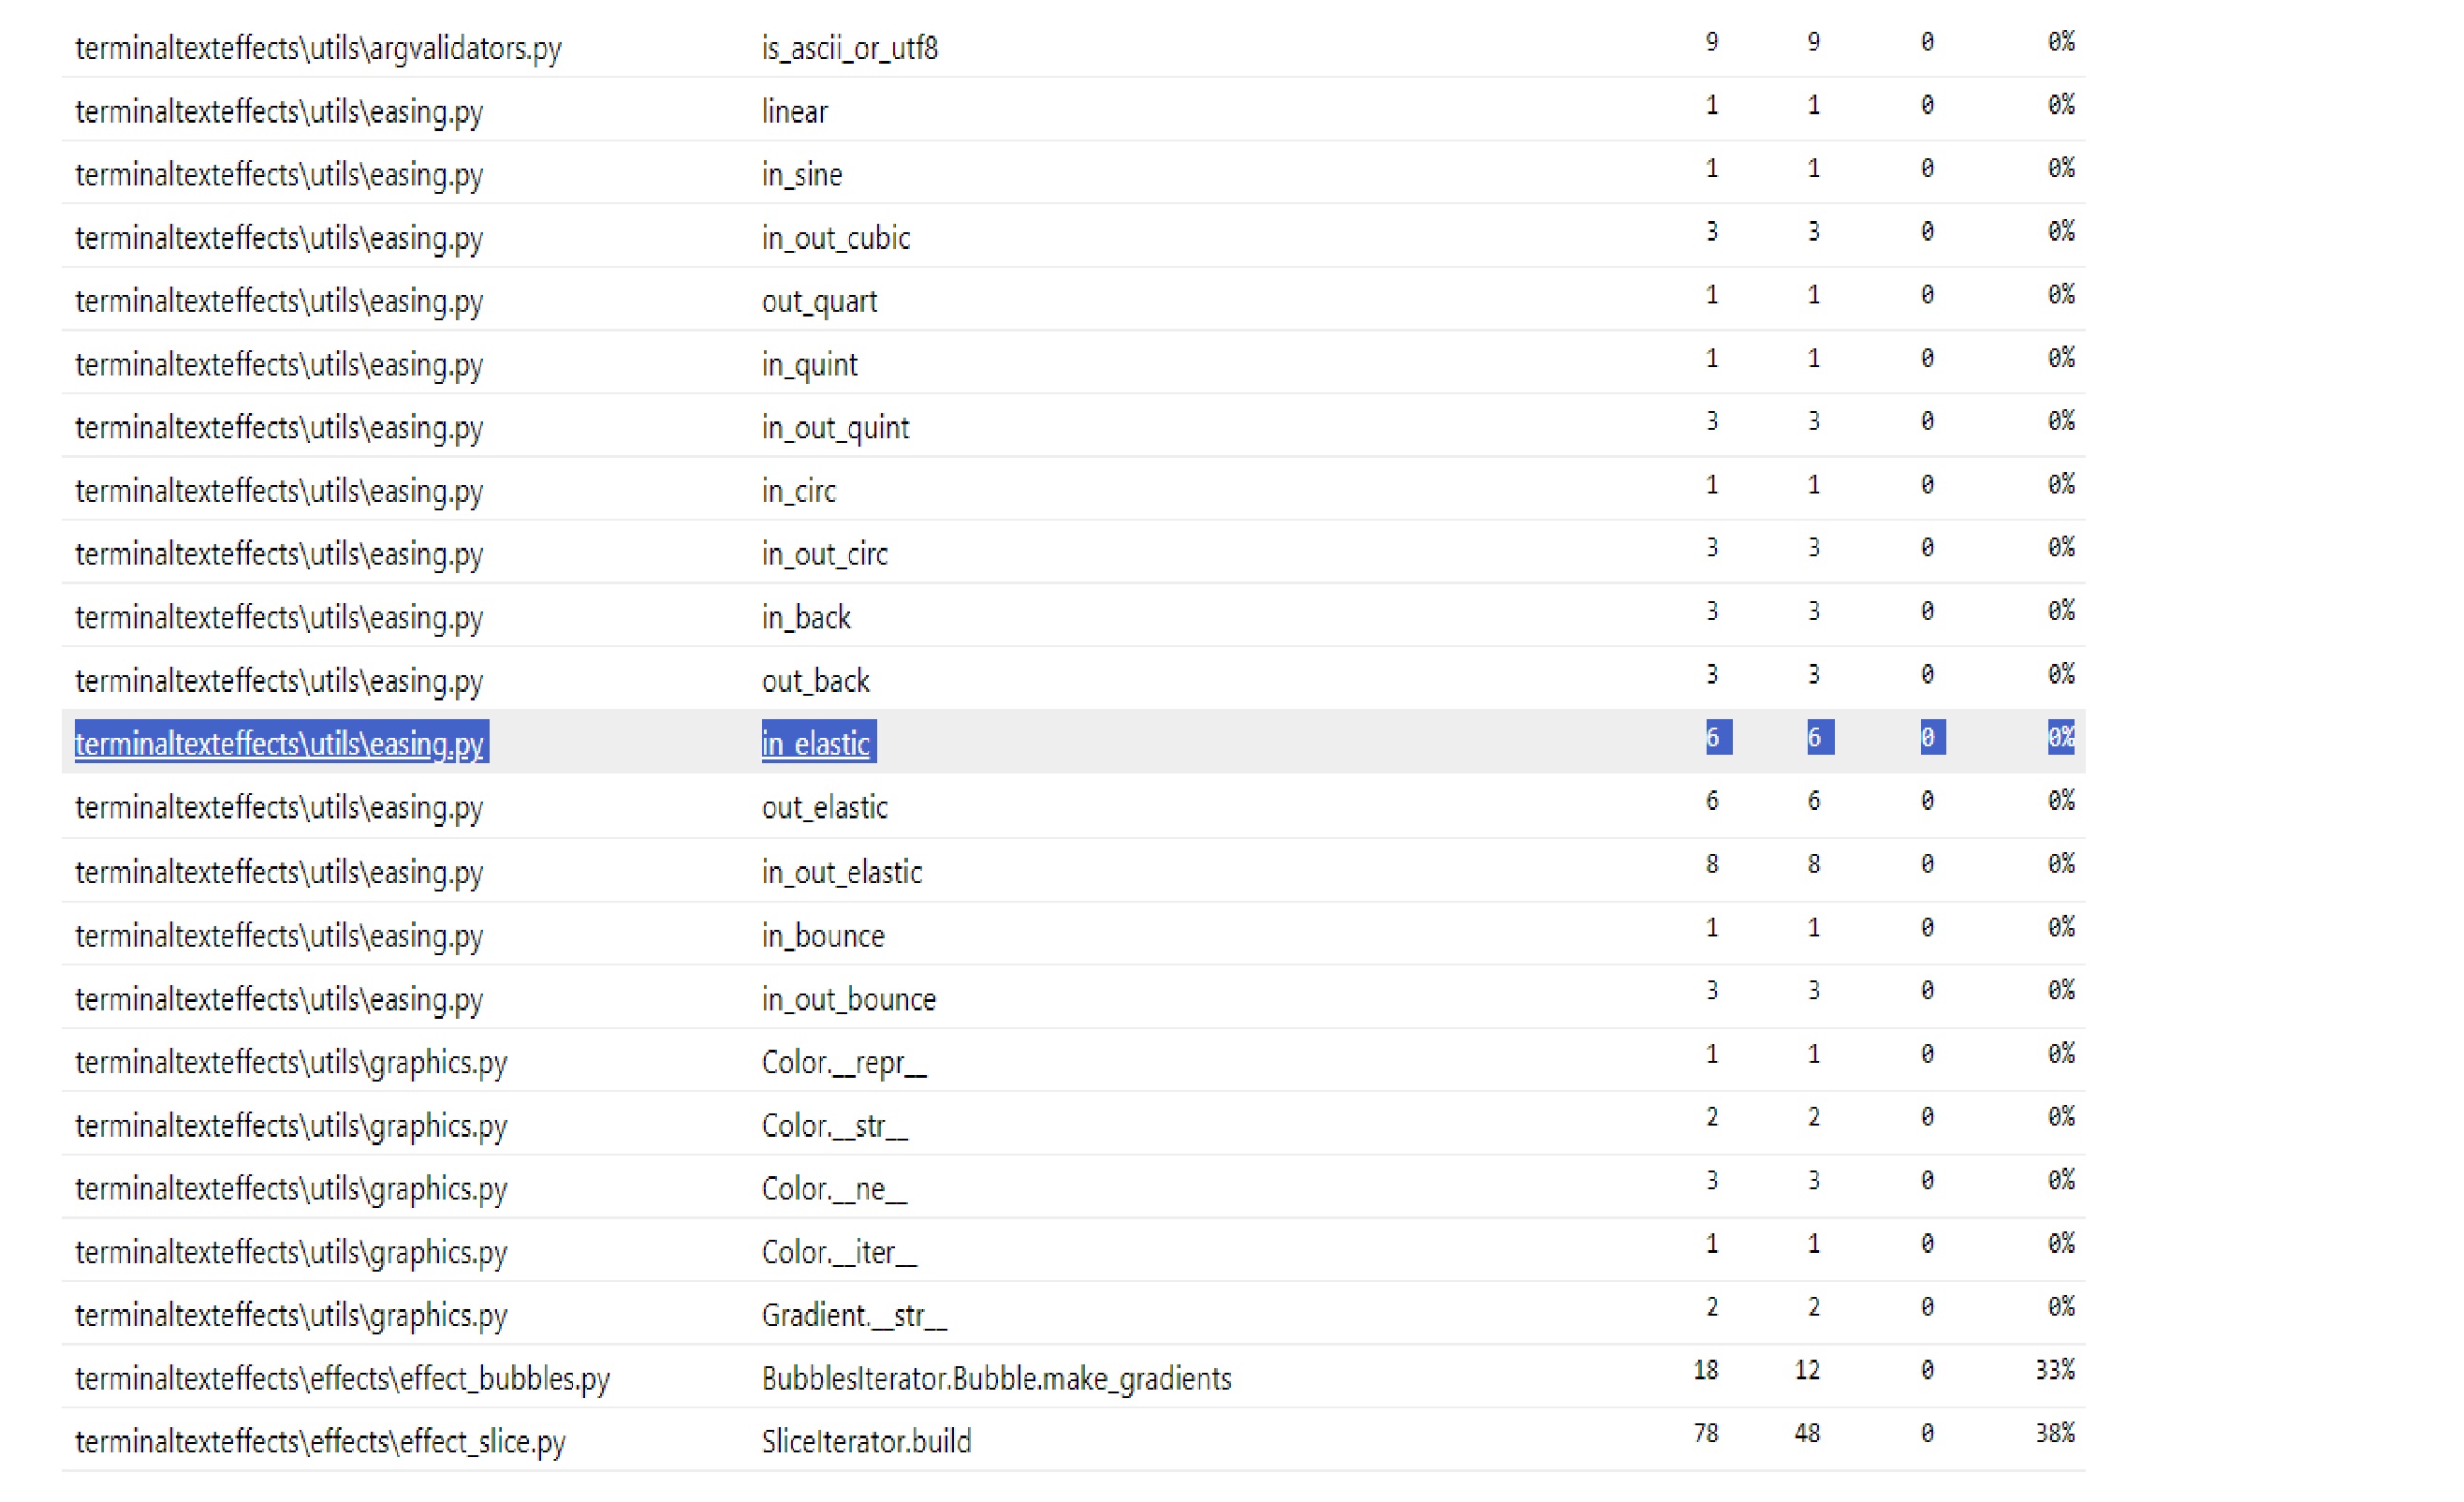 terminaltexteffects\utils\argvalidators.py is_ascii_or_utf8 9 9 0 0%
terminaltexteffects\utils\easing.py linear 1 1 0 0%
terminaltexteffects\utils\easing.py in_sine 1 1 0 0%
terminaltexteffects\utils\easing.py in_out_cubic 3 3 0 0%
terminaltexteffects\utils\easing.py out_quart 1 1 0 0%
terminaltexteffects\utils\easing.py in_quint 1 1 0 0%
terminaltexteffects\utils\easing.py in_out_quint 3 3 0 0%
terminaltexteffects\utils\easing.py in_circ 1 1 0 0%
terminaltexteffects\utils\easing.py in_out_circ 3 3 0 0%
terminaltexteffects\utils\easing.py in_back 3 3 0 0%
terminaltexteffects\utils\easing.py out_back 3 3 0 0%
terminaltexteffects\utils\easing.py in_elastic 6 6 0 0%
terminaltexteffects\utils\easing.py out_elastic 6 6 0 0%
terminaltexteffects\utils\easing.py in_out_elastic 8 8 0 0%
terminaltexteffects\utils\easing.py in_bounce 1 1 0 0%
terminaltexteffects\utils\easing.py in_out_bounce 3 3 0 0%
terminaltexteffects\utils\graphics.py Color.__repr__ 1 1 0 0%
terminaltexteffects\utils\graphics.py Color.__str__ 2 2 0 0%
terminaltexteffects\utils\graphics.py Color.__ne__ 3 3 0 0%
terminaltexteffects\utils\graphics.py Color.__iter__ 1 1 0 0%
terminaltexteffects\utils\graphics.py Gradient.__str__ 2 2 0 0%
terminaltexteffects\effects\effect_bubbles.py BubblesIterator.Bubble.make_gradients 18 12 0 33%
terminaltexteffects\effects\effect_slice.py SliceIterator.build 78 48 0 38%